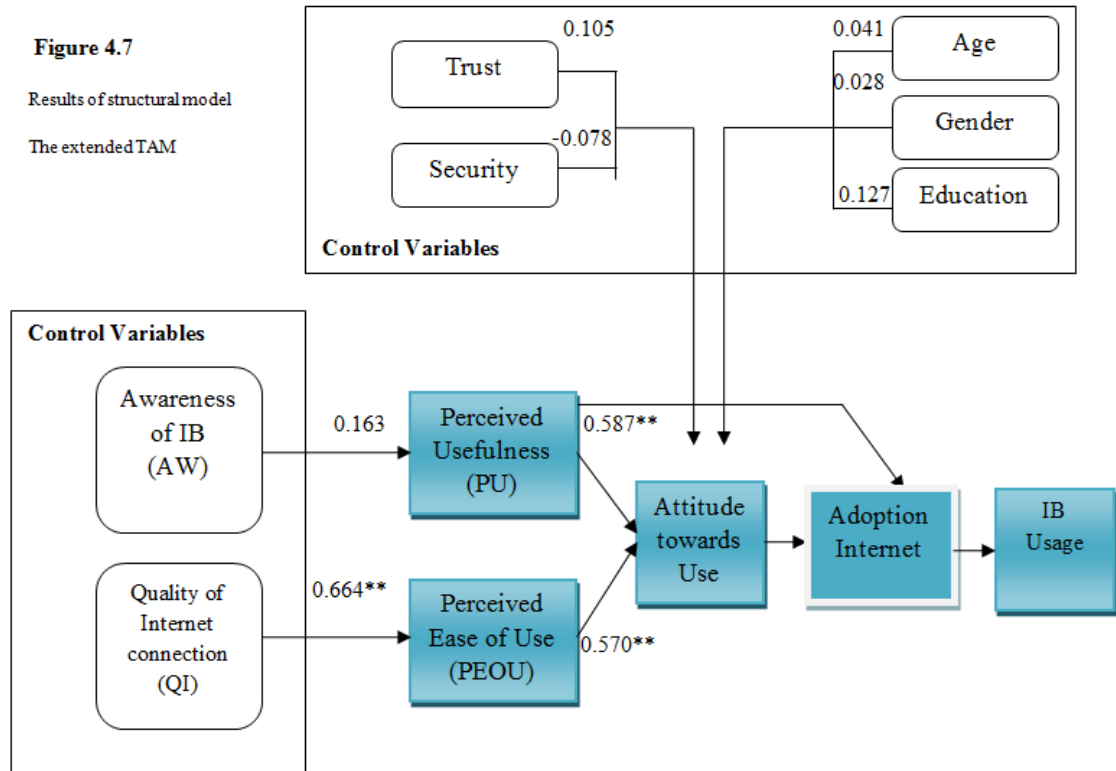 Figure 4.7
Results of structural model
The extended TAM
0.105
Trust
-0.078
Security
0.041
Age
0.028
Gender
0.127
Education
Control Variables
Control Variables
Awareness
of IB
(AW)
0.163
Perceived
Usefulness
(PU)
0.587**
Quality of
Internet
connection
(QI)
0.664**
Perceived
Ease of Use
(PEOU)
0.570**
Attitude
towards
Use
Adoption
Internet
IB
Usage